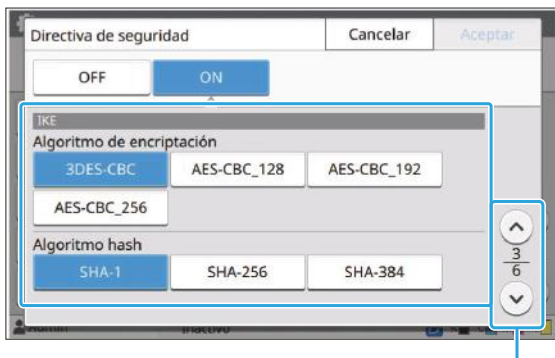 Directiva de seguridad Cancelar Aceptar
OFF ON
IKE
Algoritmo de encriptación
3DES-CBC AES-CBC_128 AES-CBC_192
AES-CBC_256
Algoritmo hash
SHA-1 SHA-256 SHA-384
3
6
Admin